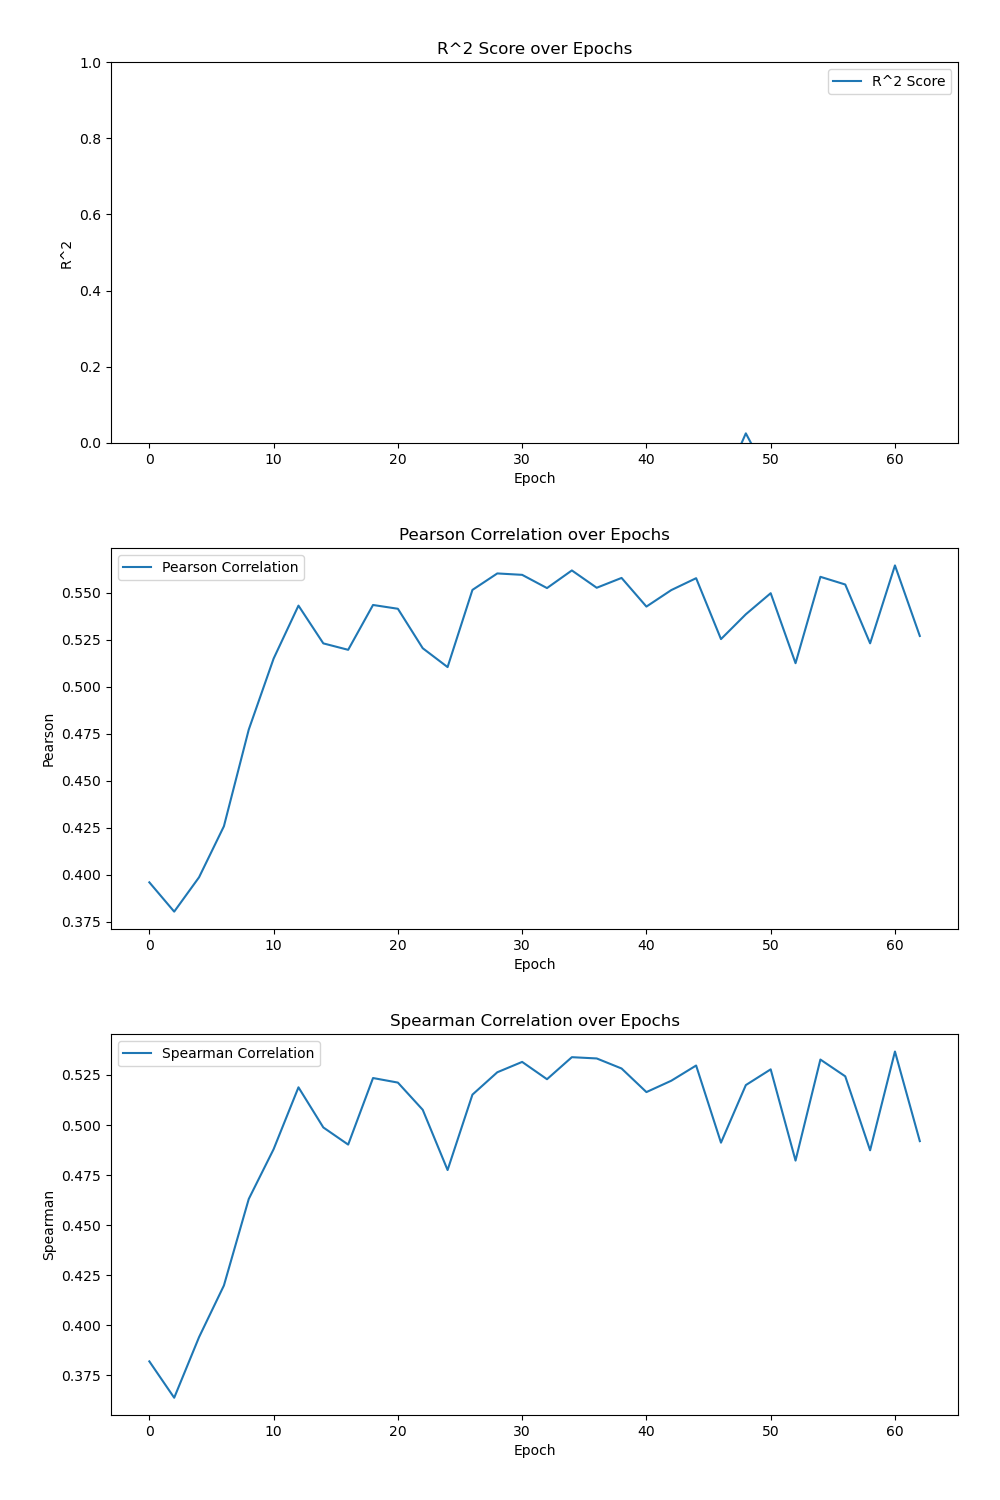 R^2 Score over Epochs
R^2 Score
1.0
0.8
0.6
0.4
0.2
0.0
R^2
0 10 20 30 40 50 60
Epoch
Pearson Correlation over Epochs
Pearson Correlation
0.550
0.525
0.500
0.475
0.450
0.425
0.400
0.375
Pearson
0 10 20 30 40 50 60
Epoch
Spearman Correlation over Epochs
Spearman Correlation
0.525
0.500
0.475
0.450
0.425
0.400
0.375
Spearman
0 10 20 30 40 50 60
Epoch